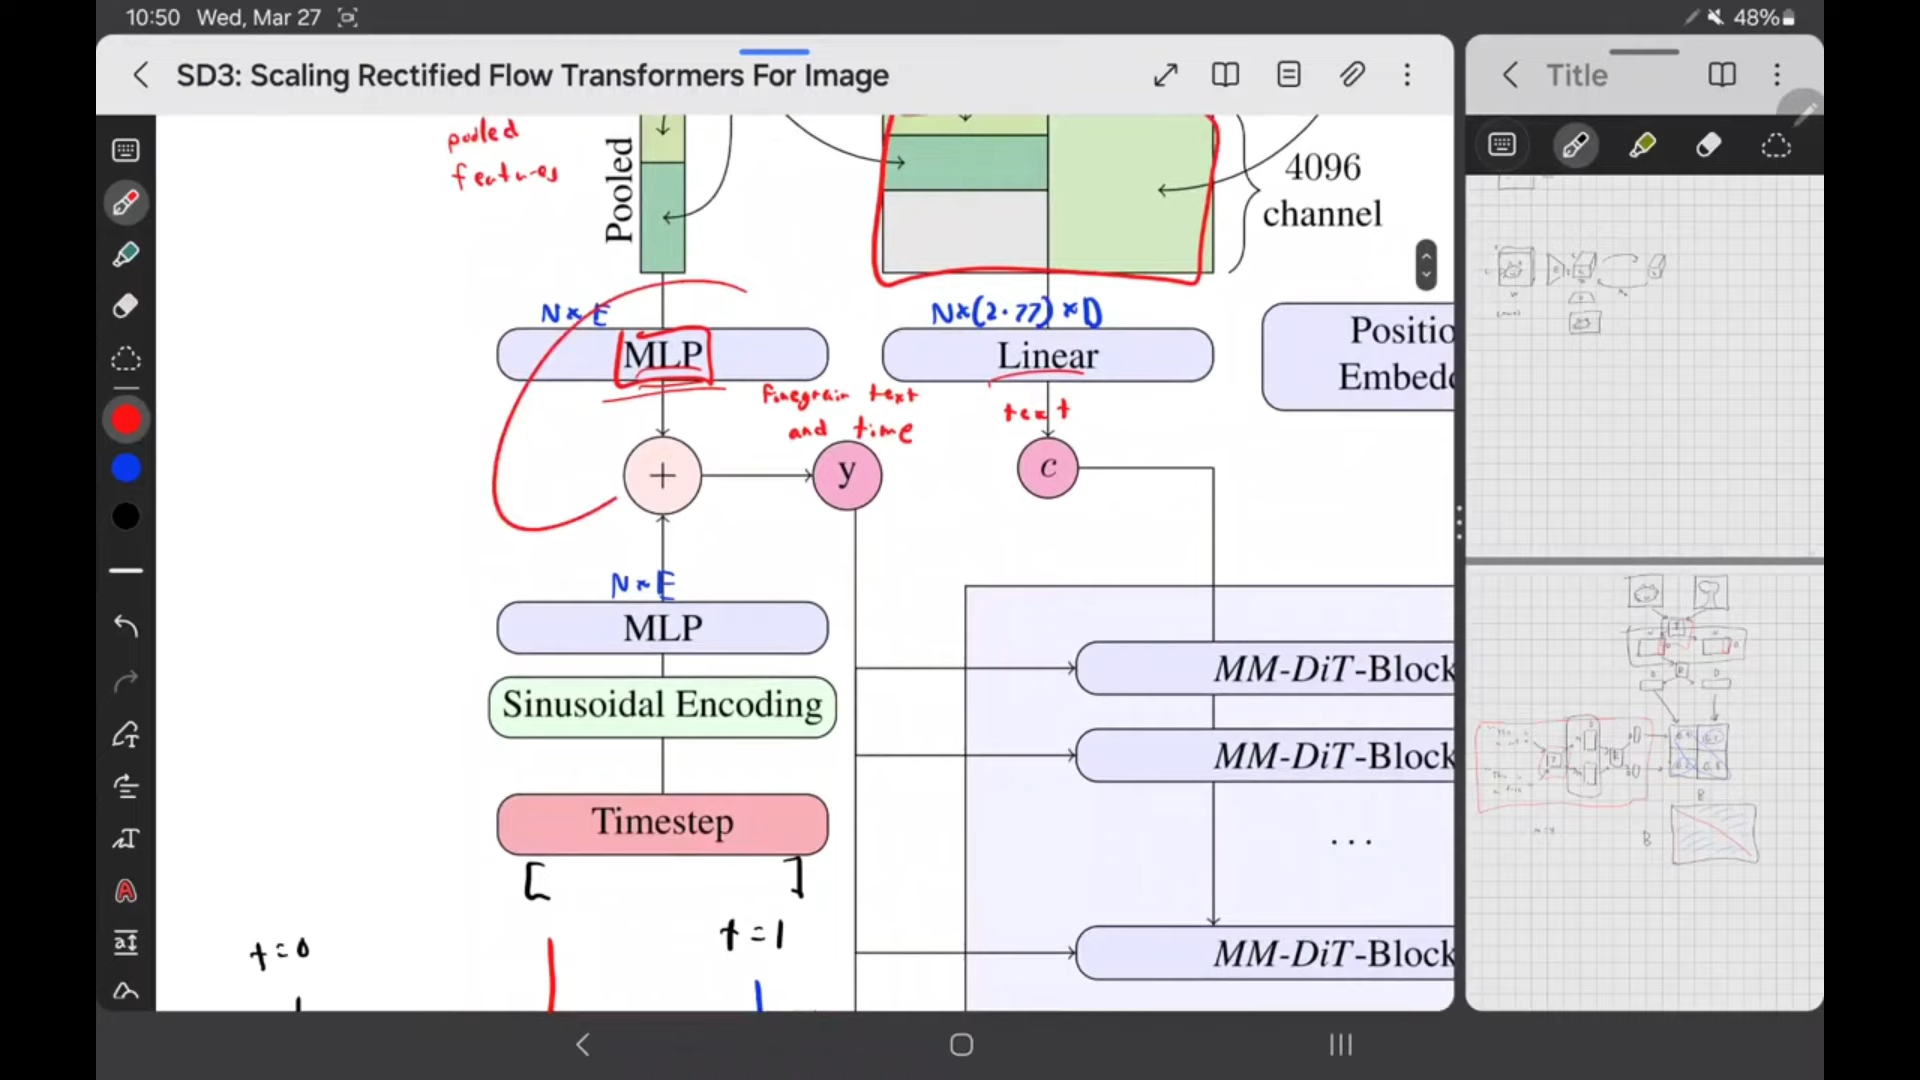 10:50 Wed, Mar 27
48%
SD3: Scaling Rectified Flow Transformers For Image
Title
pooled
features
Pooled
4096
channel
N×E
N×(2·77)×D
MLP
Linear
Positio
Embedd
Finegrain text
and time
text
+
y
c
N×E
MLP
Sinusoidal Encoding
Timestep
MM-DiT-Block
MM-DiT-Block
. . .
MM-DiT-Block
[ ]
t=0
t=1